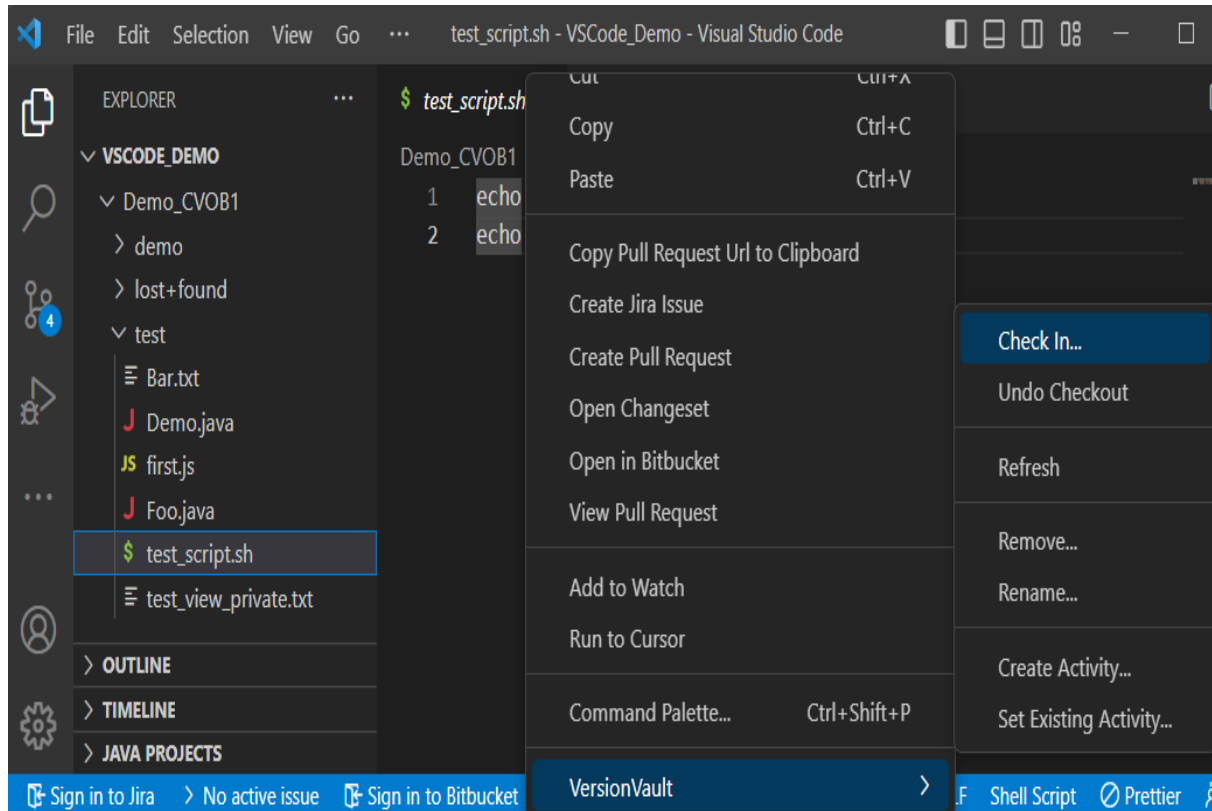 File Edit Selection View Go ··· test_script.sh - VSCode_Demo - Visual Studio Code
EXPLORER ···
VSCODE_DEMO
Demo_CVOB1
demo
lost+found
test
Bar.txt
J Demo.java
JS first.js
J Foo.java
$ test_script.sh
test_view_private.txt
OUTLINE
TIMELINE
JAVA PROJECTS
4
$ test_script.sh
Demo_CVOB1
1 echo
2 echo
Cut Ctrl+X
Copy Ctrl+C
Paste Ctrl+V
Copy Pull Request Url to Clipboard
Create Jira Issue
Create Pull Request
Open Changeset
Open in Bitbucket
View Pull Request
Add to Watch
Run to Cursor
Command Palette... Ctrl+Shift+P
VersionVault
Check In...
Undo Checkout
Refresh
Remove...
Rename...
Create Activity...
Set Existing Activity...
Sign in to Jira No active issue Sign in to Bitbucket LF Shell Script Prettier